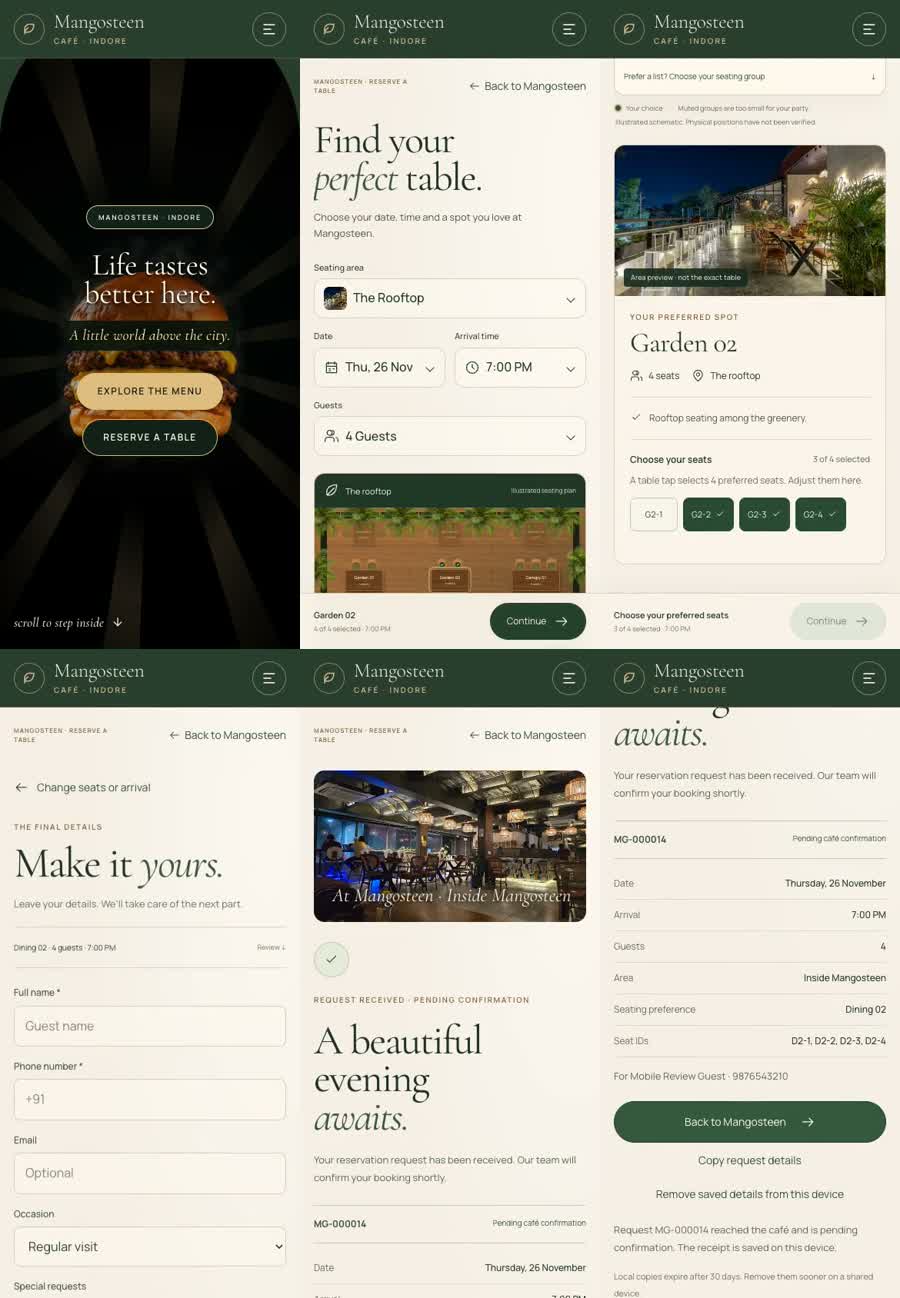 Mangosteen
CAFÉ · INDORE
MANGOSTEEN · INDORE
Life tastes
better here.
A little world above the city.
EXPLORE THE MENU
RESERVE A TABLE
scroll to step inside ↓
Mangosteen
CAFÉ · INDORE
MANGOSTEEN · RESERVE A
TABLE
← Back to Mangosteen
Find your
perfect table.
Choose your date, time and a spot you love at
Mangosteen.
Seating area
The Rooftop
Date
Arrival time
Thu, 26 Nov
7:00 PM
Guests
4 Guests
The rooftop
Illustrated seating plan
Garden 01
Garden 02
Canopy 01
Garden 02
4 of 4 selected · 7:00 PM
Continue →
Mangosteen
CAFÉ · INDORE
Prefer a list? Choose your seating group ↓
Your choice
Muted groups are too small for your party.
Illustrated schematic. Physical positions have not been verified.
Area preview · not the exact table
YOUR PREFERRED SPOT
Garden 02
4 seats
The rooftop
Rooftop seating among the greenery.
Choose your seats
3 of 4 selected
A table tap selects 4 preferred seats. Adjust them here.
G2-1
G2-2 ✓
G2-3 ✓
G2-4 ✓
Choose your preferred seats
3 of 4 selected · 7:00 PM
Continue →
Mangosteen
CAFÉ · INDORE
MANGOSTEEN · RESERVE A
TABLE
← Back to Mangosteen
← Change seats or arrival
THE FINAL DETAILS
Make it yours.
Leave your details. We'll take care of the next part.
Dining 02 · 4 guests · 7:00 PM
Review ↓
Full name *
Guest name
Phone number *
+91
Email
Optional
Occasion
Regular visit
Special requests
Mangosteen
CAFÉ · INDORE
MANGOSTEEN · RESERVE A
TABLE
← Back to Mangosteen
At Mangosteen · Inside Mangosteen
REQUEST RECEIVED · PENDING CONFIRMATION
A beautiful
evening
awaits.
Your reservation request has been received. Our team will
confirm your booking shortly.
MG-000014
Pending café confirmation
Date
Thursday, 26 November
Arrival
7:00 PM
Mangosteen
CAFÉ · INDORE
awaits.
Your reservation request has been received. Our team will
confirm your booking shortly.
MG-000014
Pending café confirmation
Date
Thursday, 26 November
Arrival
7:00 PM
Guests
4
Area
Inside Mangosteen
Seating preference
Dining 02
Seat IDs
D2-1, D2-2, D2-3, D2-4
For Mobile Review Guest · 9876543210
Back to Mangosteen →
Copy request details
Remove saved details from this device
Request MG-000014 reached the café and is pending
confirmation. The receipt is saved on this device.
Local copies expire after 30 days. Remove them sooner on a shared
device.